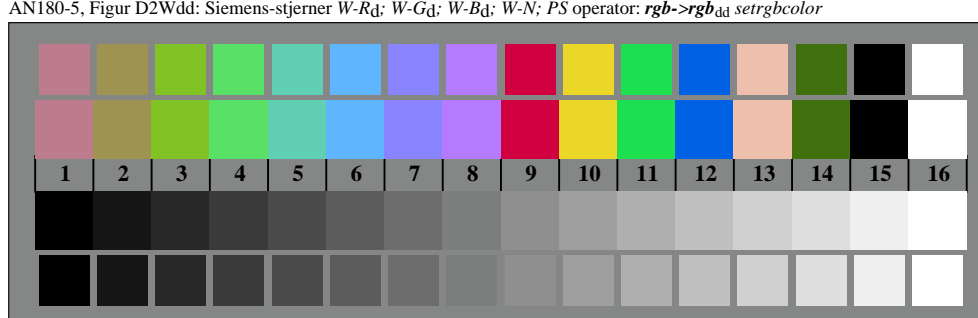 AN180-5, Figur D2Wdd: Siemens-stjerner W-Rd; W-Gd; W-Bd; W-N; PS operator: rgb->rgbdd setrgbcolor
1 2 3 4 5 6 7 8 9 10 11 12 13 14 15 16